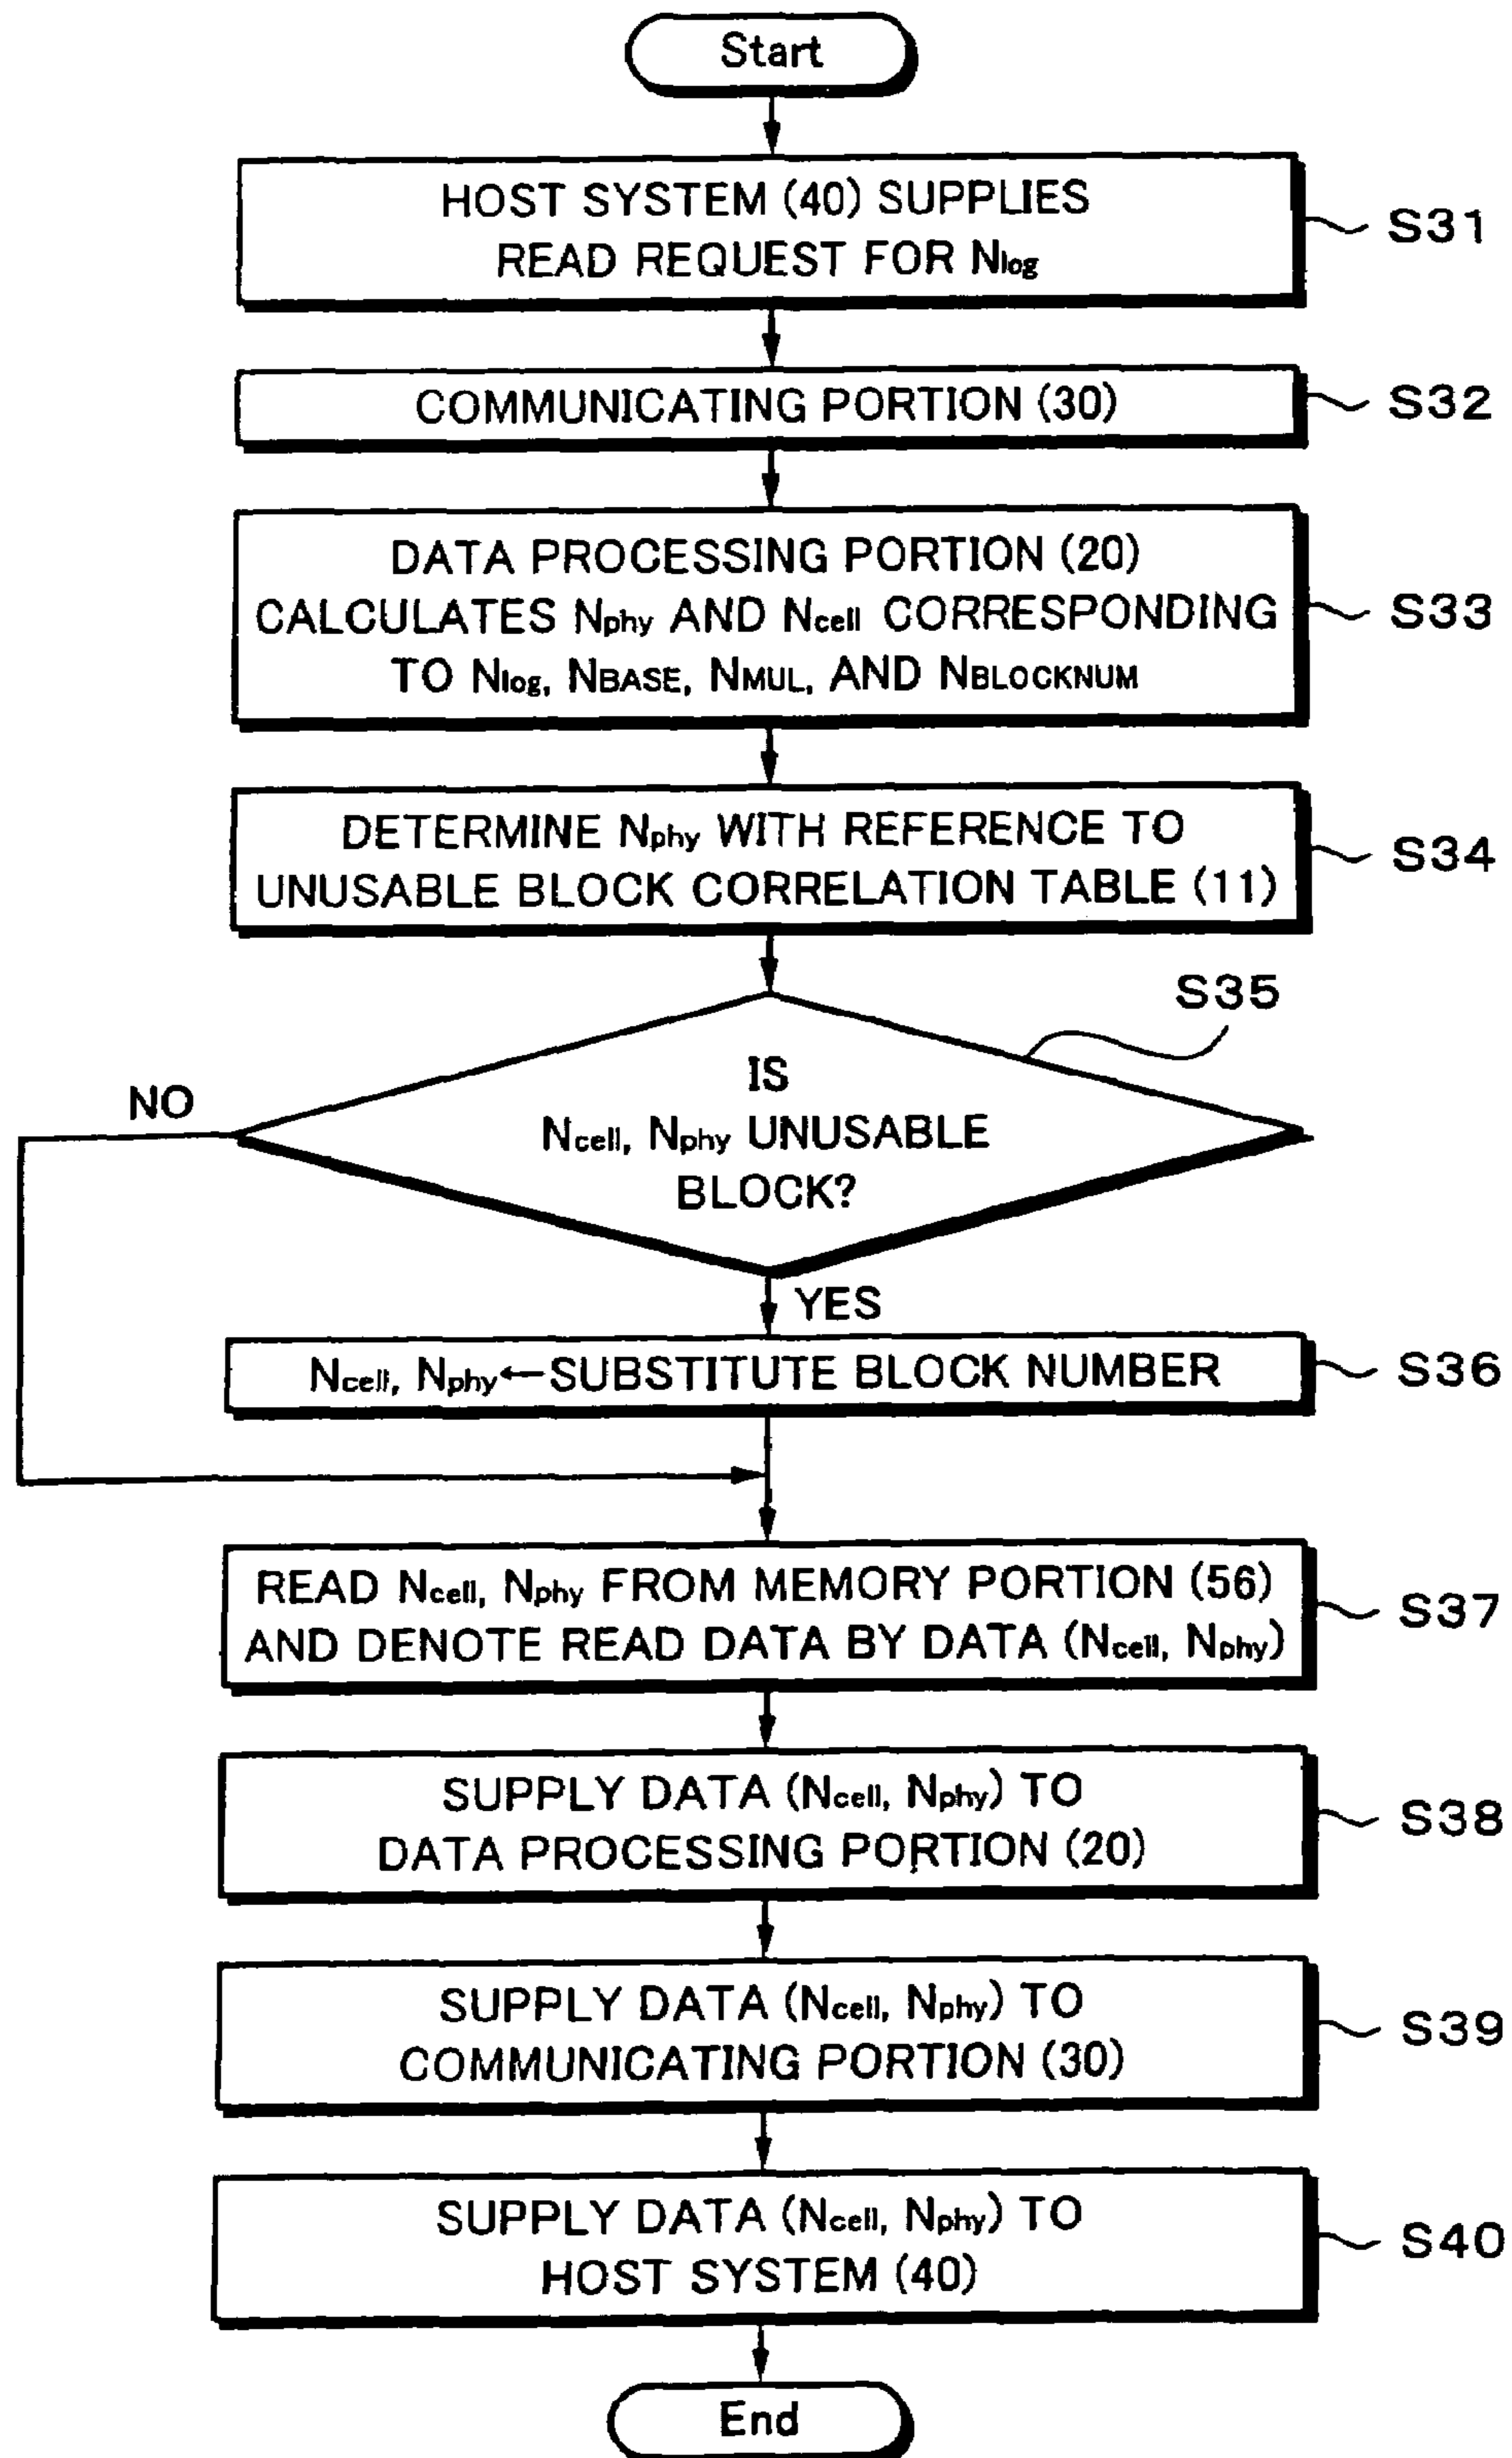 Start
HOST SYSTEM (40) SUPPLIES
READ REQUEST FOR Nlog
S31
COMMUNICATING PORTION (30)
S32
DATA PROCESSING PORTION (20)
CALCULATES Nphy AND Ncell CORRESPONDING
TO Nlog, NBASE, NMUL, AND NBLOCKNUM
S33
DETERMINE Nphy WITH REFERENCE TO
UNUSABLE BLOCK CORRELATION TABLE (11)
S34
S35
IS
Ncell, Nphy UNUSABLE
BLOCK?
NO
YES
Ncell, Nphy←SUBSTITUTE BLOCK NUMBER
S36
READ Ncell, Nphy FROM MEMORY PORTION (56)
AND DENOTE READ DATA BY DATA (Ncell, Nphy)
S37
SUPPLY DATA (Ncell, Nphy) TO
DATA PROCESSING PORTION (20)
S38
SUPPLY DATA (Ncell, Nphy) TO
COMMUNICATING PORTION (30)
S39
SUPPLY DATA (Ncell, Nphy) TO
HOST SYSTEM (40)
S40
End